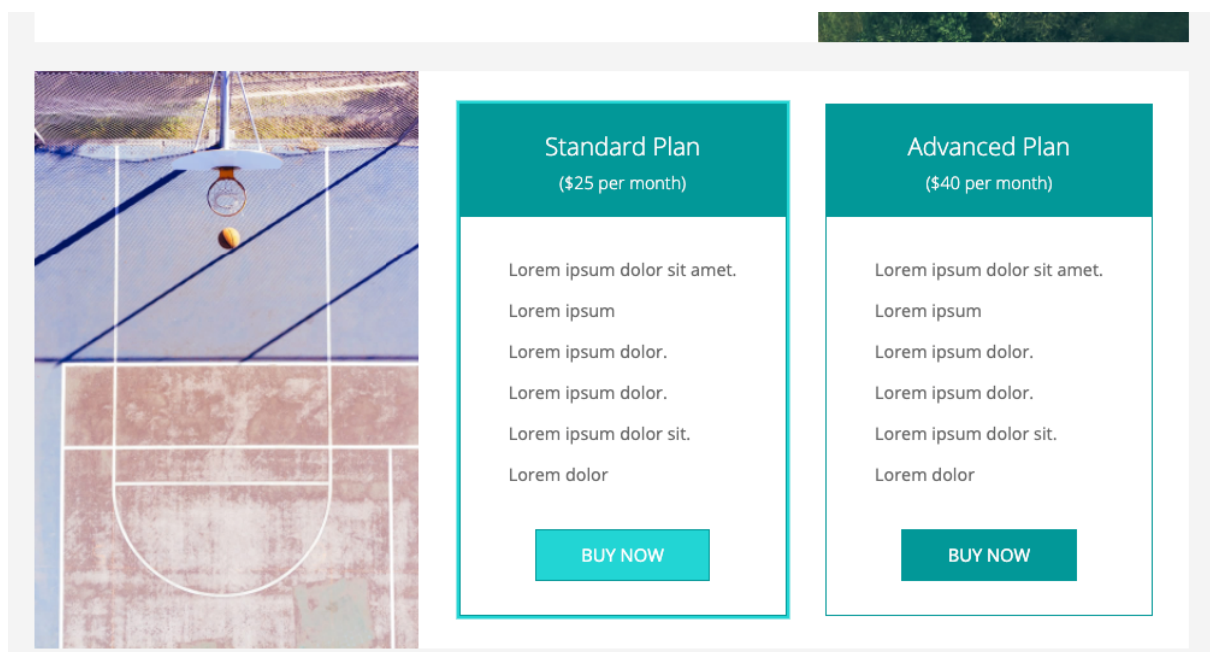 Standard Plan
($25 per month)
Lorem ipsum dolor sit amet.
Lorem ipsum
Lorem ipsum dolor.
Lorem ipsum dolor.
Lorem ipsum dolor sit.
Lorem dolor
BUY NOW
Advanced Plan
($40 per month)
Lorem ipsum dolor sit amet.
Lorem ipsum
Lorem ipsum dolor.
Lorem ipsum dolor.
Lorem ipsum dolor sit.
Lorem dolor
BUY NOW